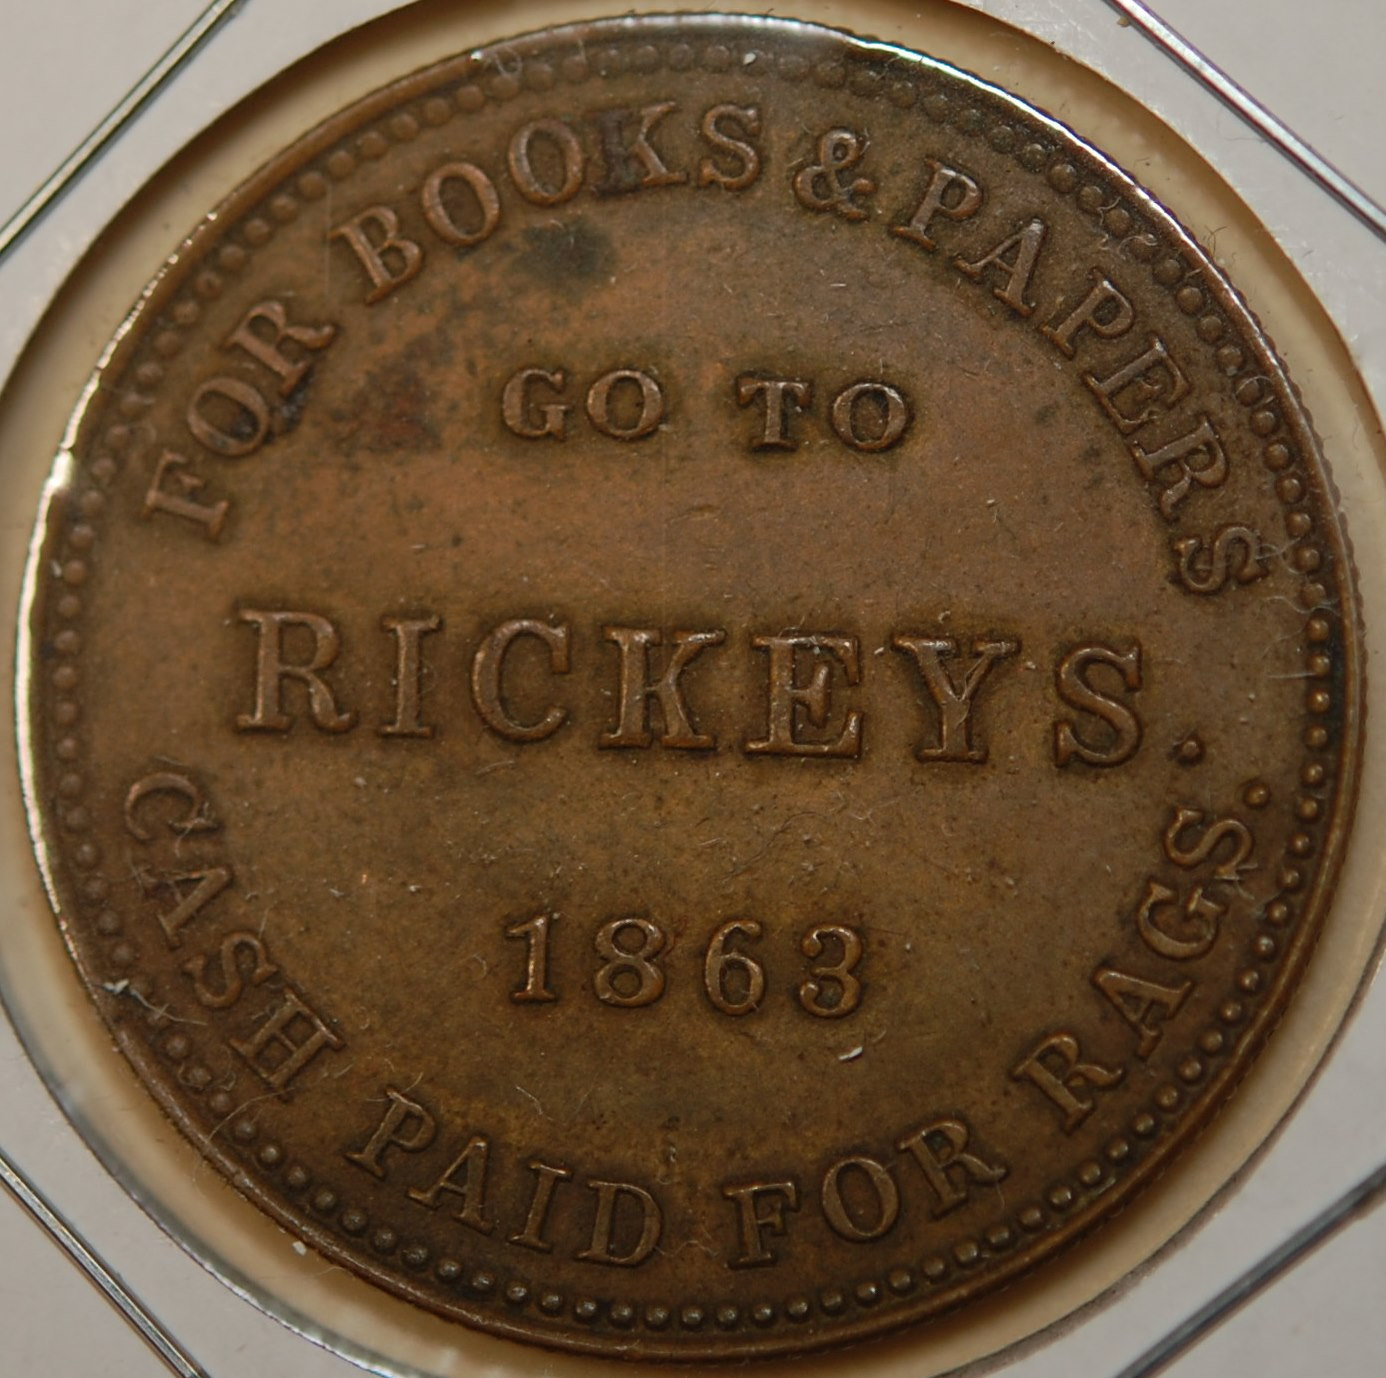 FOR BOOKS & PAPERS
GO TO
RICKEYS.
1863
CASH PAID FOR RAGS.